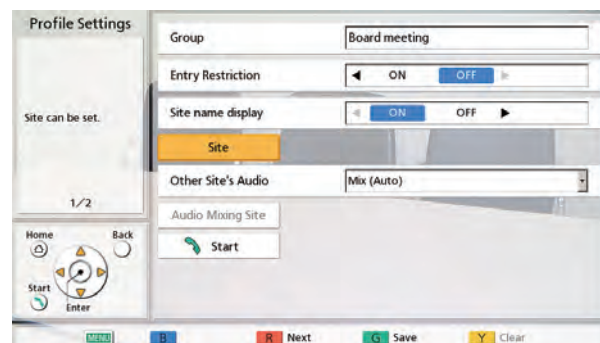 Profile Settings
Site can be set.
1/2
Home
Back
Start
Enter
Group
Board meeting
Entry Restriction
ON
OFF
Site name display
ON
OFF
Site
Other Site's Audio
Mix (Auto)
Audio Mixing Site
Start
MENU
B
R Next
G Save
Y Clear